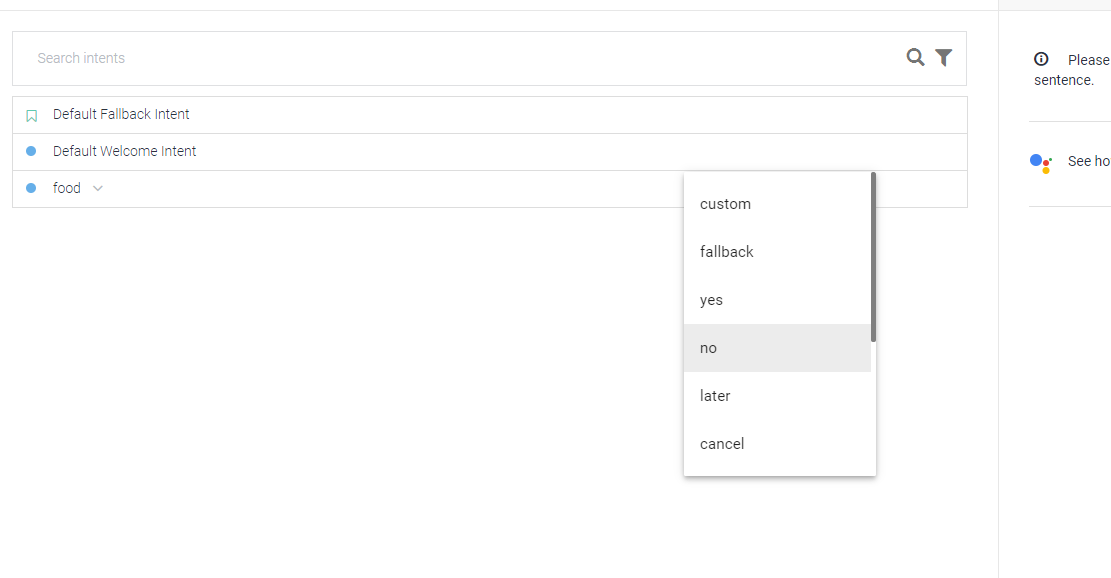 Search intents
Default Fallback Intent
Default Welcome Intent
food
custom
fallback
yes
no
later
cancel
Please
sentence.
See ho